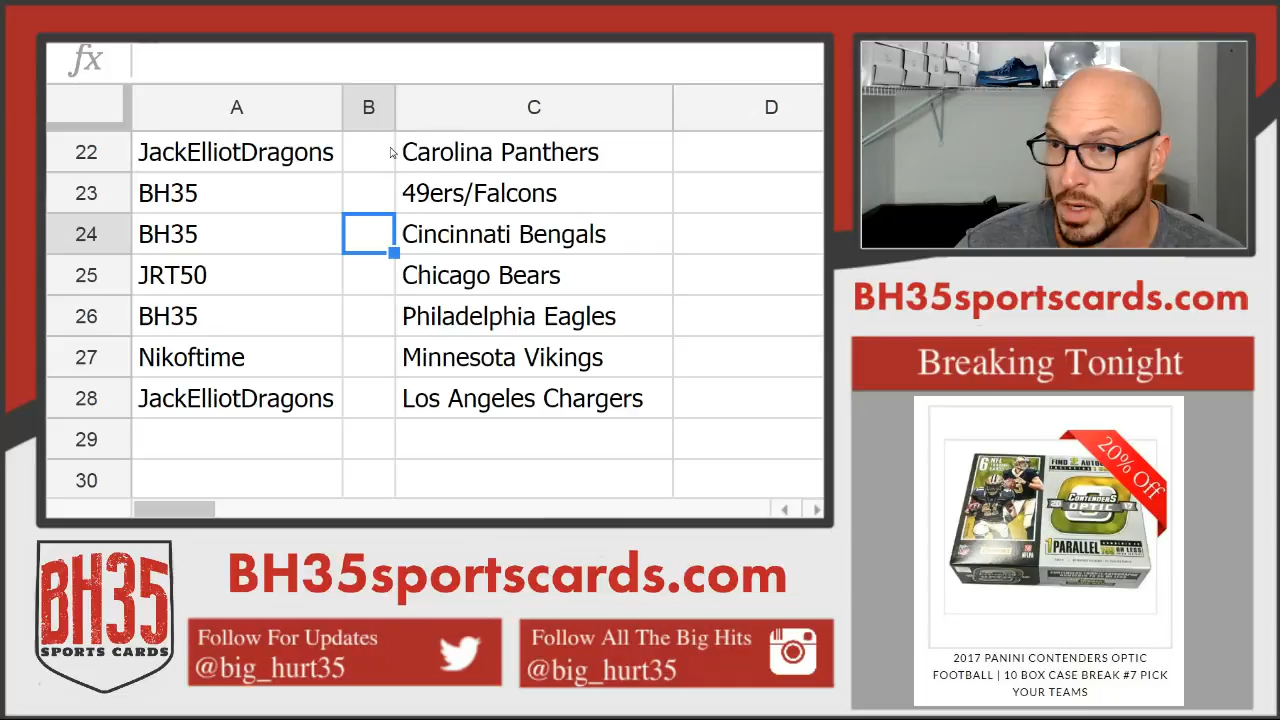 fx
A B C D
22 JackElliotDragons Carolina Panthers
23 BH35 49ers/Falcons
24 BH35 Cincinnati Bengals
25 JRT50 Chicago Bears
26 BH35 Philadelphia Eagles
27 Nikoftime Minnesota Vikings
28 JackElliotDragons Los Angeles Chargers
29
30
BH35sportscards.com
Breaking Tonight
20% Off
CONTENDERS
OPTIC
1 PARALLEL
2017 PANINI CONTENDERS OPTIC
FOOTBALL | 10 BOX CASE BREAK #7 PICK
YOUR TEAMS
BH35
SPORTS CARDS
BH35sportscards.com
Follow For Updates
@big_hurt35
Follow All The Big Hits
@big_hurt35